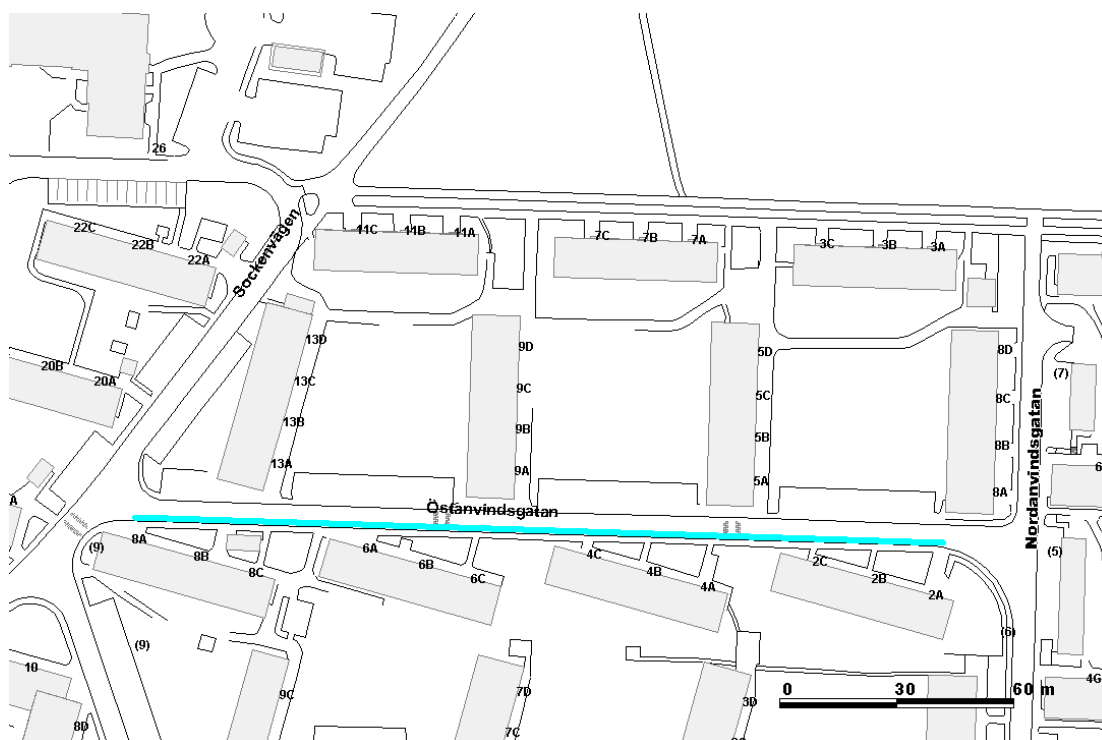 26
22C
22B
22A
Sockenvägen
11C
11B
11A
7C
7B
7A
3C
3B
3A
20B
20A
13D
13C
13B
13A
9D
9C
9B
9A
5D
5C
5B
5A
8D
8C
8B
8A
(7)
6
A
Östanvindsgatan
Nordanvindsgatan
(9)
8A
8B
8C
6A
6B
6C
4C
4B
4A
2C
2B
2A
(5)
(6)
(9)
10
8D
9C
7D
7C
3D
4G
0 30 60 m